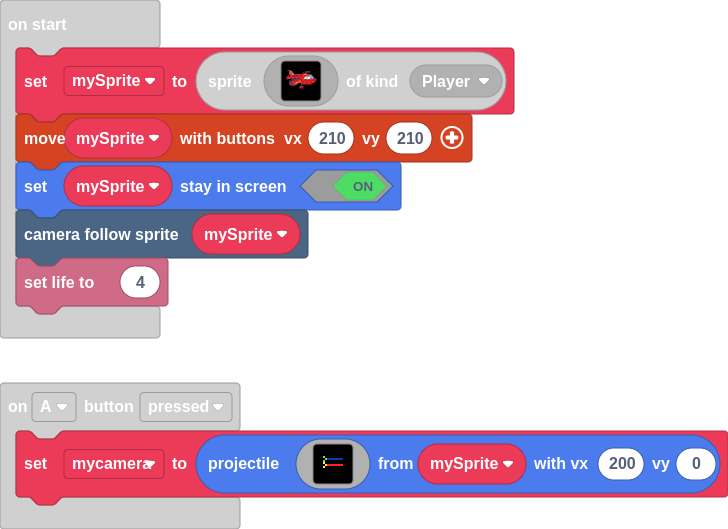 on start
set mySprite to sprite of kind Player
move mySprite with buttons vx 210 vy 210
set mySprite stay in screen ON
camera follow sprite mySprite
set life to 4
on A button pressed
set mycamera to projectile from mySprite with vx 200 vy 0